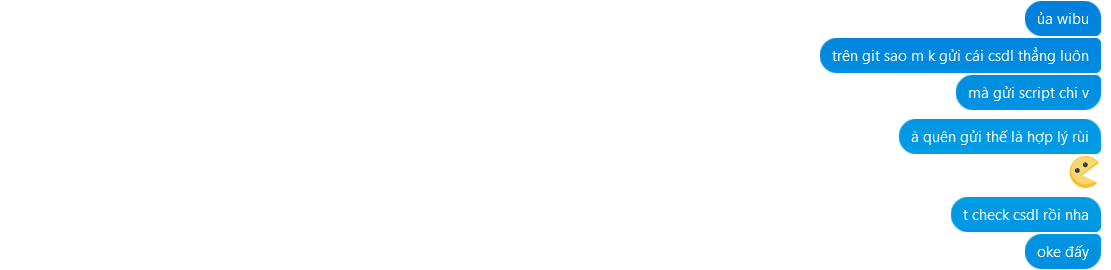 ủa wibu
trên git sao m k gửi cái csdl thẳng luôn
mà gửi script chi v
à quên gửi thế là hợp lý rùi
t check csdl rồi nha
oke đấy